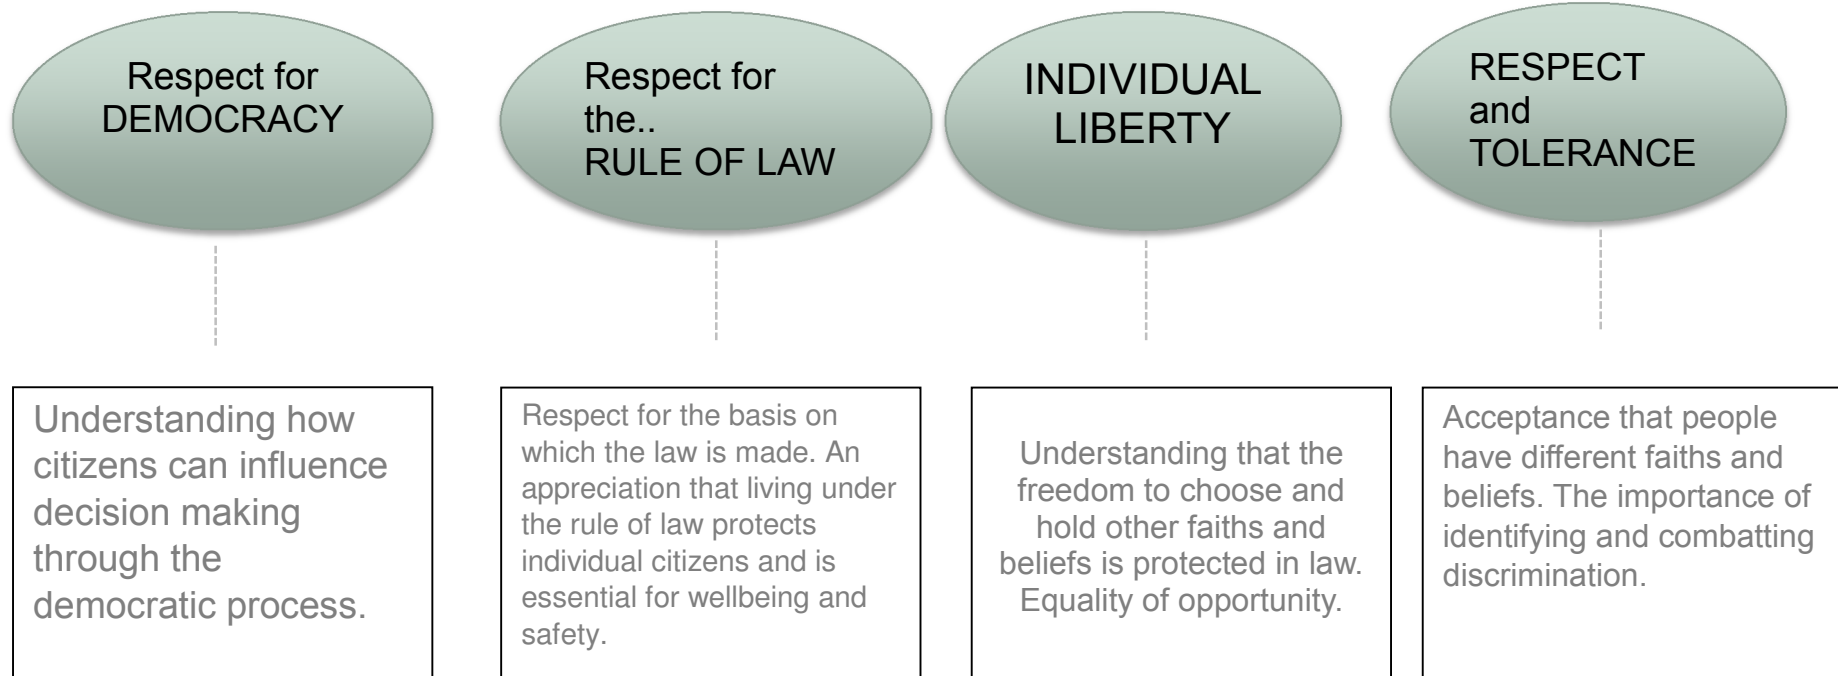 Respect for
DEMOCRACY
Respect for
the..
RULE OF LAW
INDIVIDUAL
LIBERTY
RESPECT
and
TOLERANCE
Understanding how
citizens can influence
decision making
through the
democratic process.
Respect for the basis on
which the law is made. An
appreciation that living under
the rule of law protects
individual citizens and is
essential for wellbeing and
safety.
Understanding that the
freedom to choose and
hold other faiths and
beliefs is protected in law.
Equality of opportunity.
Acceptance that people
have different faiths and
beliefs. The importance of
identifying and combatting
discrimination.